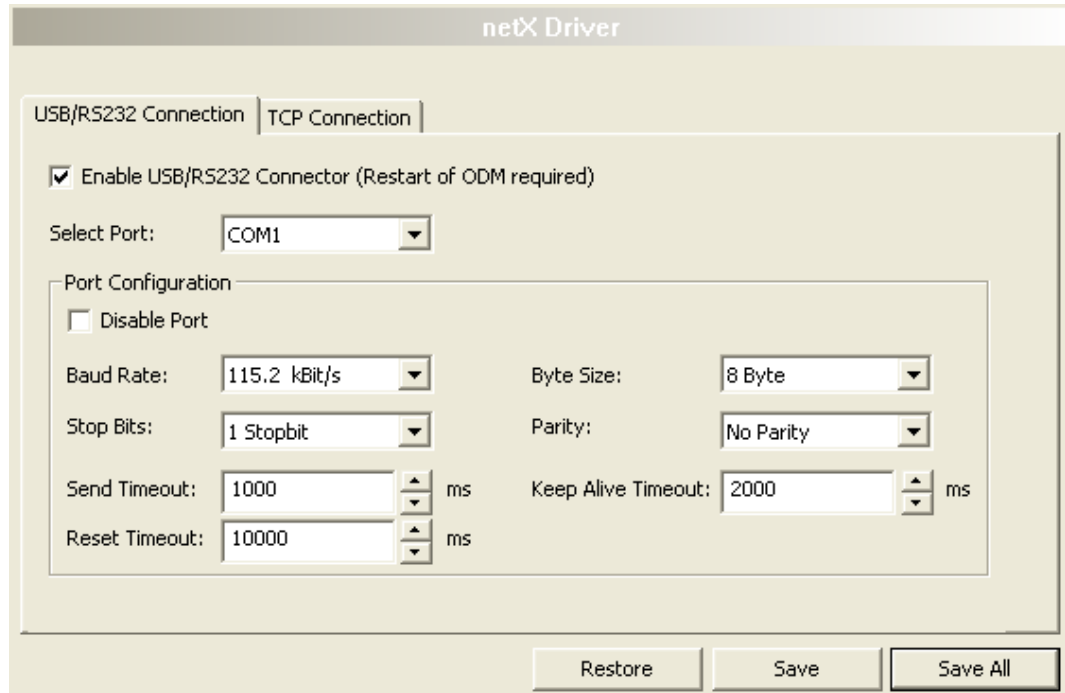 netX Driver
USB/RS232 Connection
TCP Connection
Enable USB/RS232 Connector (Restart of ODM required)
Select Port: COM1
Port Configuration
Disable Port
Baud Rate: 115.2 kBit/s Byte Size: 8 Byte
Stop Bits: 1 Stopbit Parity: No Parity
Send Timeout: 1000 ms Keep Alive Timeout: 2000 ms
Reset Timeout: 10000 ms
Restore Save Save All